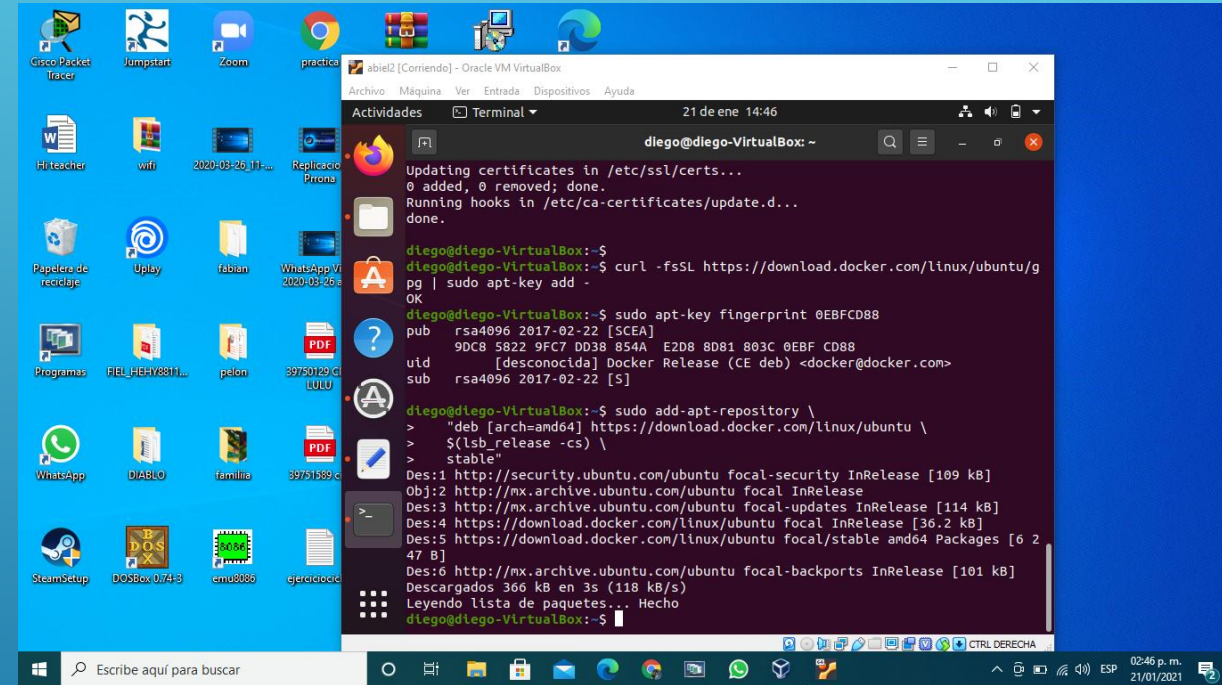 Cisco Packet
Tracer
Jumpstart
Zoom
practica
Hi teacher
wifi
2020-03-26_11-...
Replicacio
Prrona
Papelera de
reciclaje
Uplay
fabian
WhatsApp Vi
2020-03-26 a
Programas
FIEL_HEHY8811...
pelon
PDF
39750129 C
LULU
WhatsApp
DIABLO
familiia
PDF
39751589 c
SteamSetup
DOSBox 0.74-3
emu8086
ejerciciocic
abiel2 [Corriendo] - Oracle VM VirtualBox
Archivo Máquina Ver Entrada Dispositivos Ayuda
Actividades Terminal 21 de ene 14:46
diego@diego-VirtualBox: ~
Updating certificates in /etc/ssl/certs...
0 added, 0 removed; done.
Running hooks in /etc/ca-certificates/update.d...
done.
diego@diego-VirtualBox:~$
diego@diego-VirtualBox:~$ curl -fsSL https://download.docker.com/linux/ubuntu/g
pg | sudo apt-key add -
OK
diego@diego-VirtualBox:~$ sudo apt-key fingerprint 0EBFCD88
pub   rsa4096 2017-02-22 [SCEA]
      9DC8 5822 9FC7 DD38 854A  E2D8 8D81 803C 0EBF CD88
uid        [desconocida] Docker Release (CE deb) <docker@docker.com>
sub   rsa4096 2017-02-22 [S]
diego@diego-VirtualBox:~$ sudo add-apt-repository \
>    "deb [arch=amd64] https://download.docker.com/linux/ubuntu \
>    $(lsb_release -cs) \
>    stable"
Des:1 http://security.ubuntu.com/ubuntu focal-security InRelease [109 kB]
Obj:2 http://mx.archive.ubuntu.com/ubuntu focal InRelease
Des:3 http://mx.archive.ubuntu.com/ubuntu focal-updates InRelease [114 kB]
Des:4 https://download.docker.com/linux/ubuntu focal InRelease [36.2 kB]
Des:5 https://download.docker.com/linux/ubuntu focal/stable amd64 Packages [6 2
47 B]
Des:6 http://mx.archive.ubuntu.com/ubuntu focal-backports InRelease [101 kB]
Descargados 366 kB en 3s (118 kB/s)
Leyendo lista de paquetes... Hecho
diego@diego-VirtualBox:~$
CTRL DERECHA
Escribe aquí para buscar
ESP
02:46 p. m.
21/01/2021
2